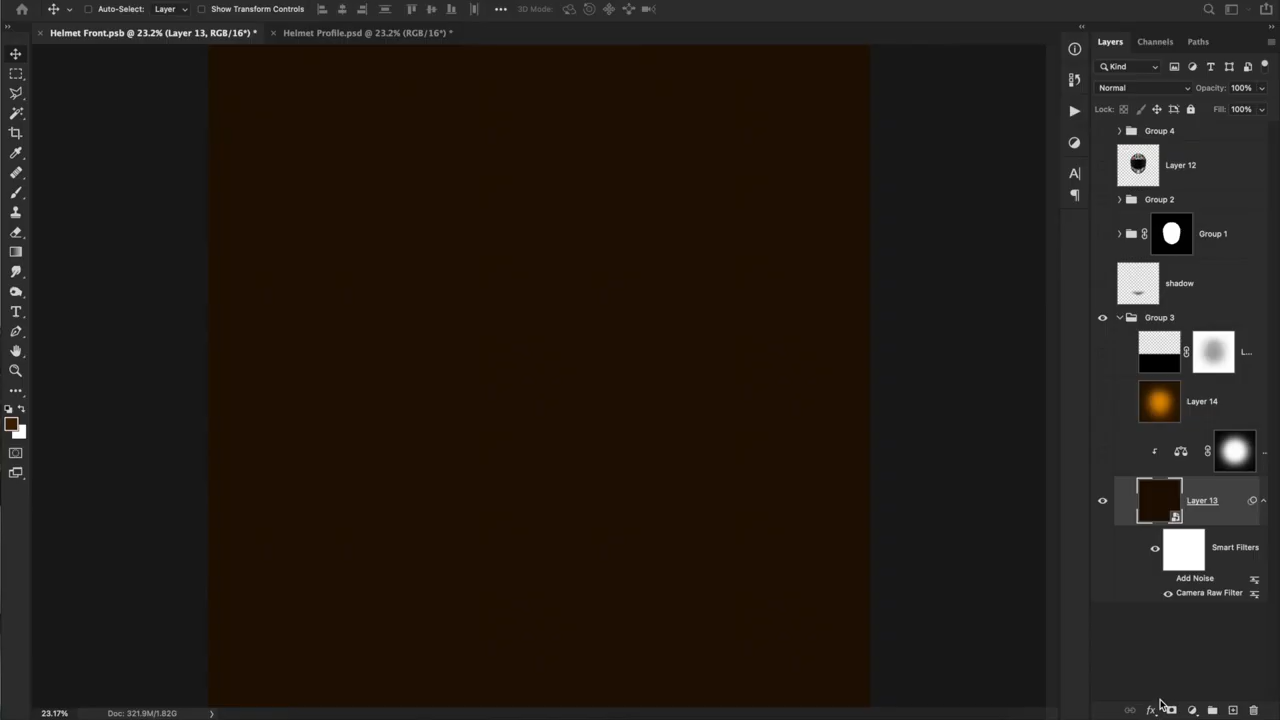 Auto-Select: Layer Show Transform Controls 3D Mode:
Helmet Front.psb @ 23.2% (Layer 13, RGB/16*) * Helmet Profile.psd @ 23.2% (RGB/16*) *
Layers Channels Paths
Kind
Normal Opacity: 100%
Lock: Fill: 100%
Group 4
Layer 12
Group 2
Group 1
shadow
Group 3
L...
Layer 14
Layer 13
Smart Filters
Add Noise
Camera Raw Filter
23.17% Doc: 321.9M/1.82G